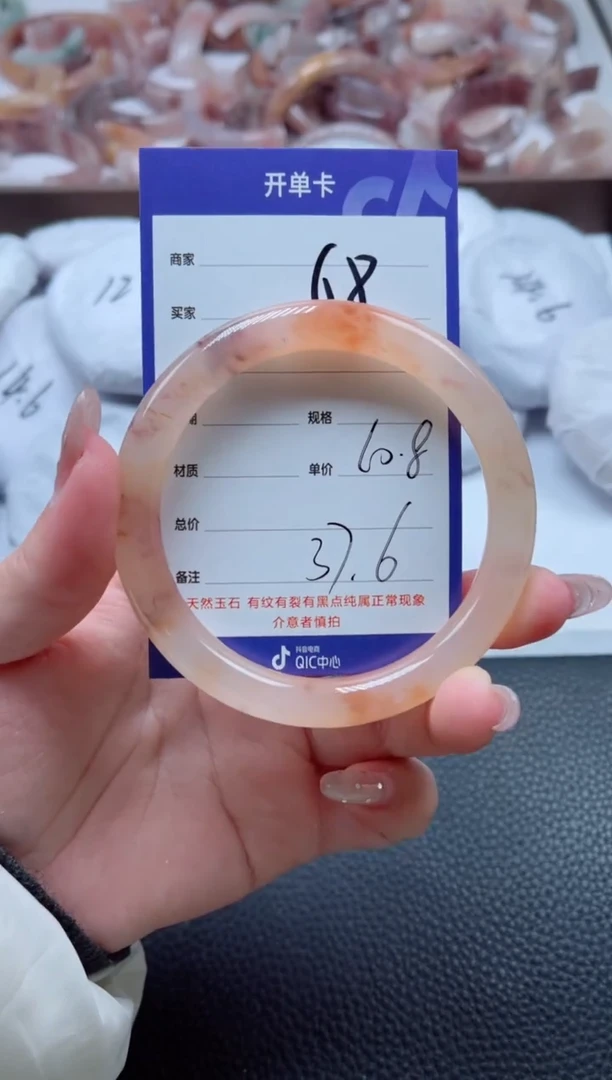 开单卡
商家 68
买家
规格
材质 单价 60.8
总价
备注 37.6
天然玉石 有纹有裂有黑点纯属正常现象
介意者慎拍
抖音电商
QIC中心
12